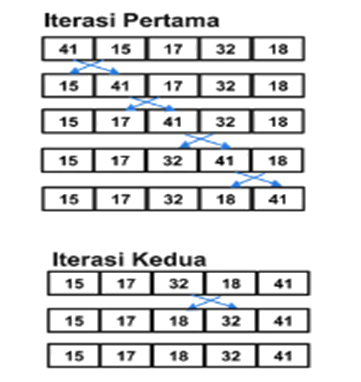 Iterasi Pertama
41 15 17 32 18
15 41 17 32 18
15 17 41 32 18
15 17 32 41 18
15 17 32 18 41
Iterasi Kedua
15 17 32 18 41
15 17 18 32 41
15 17 18 32 41